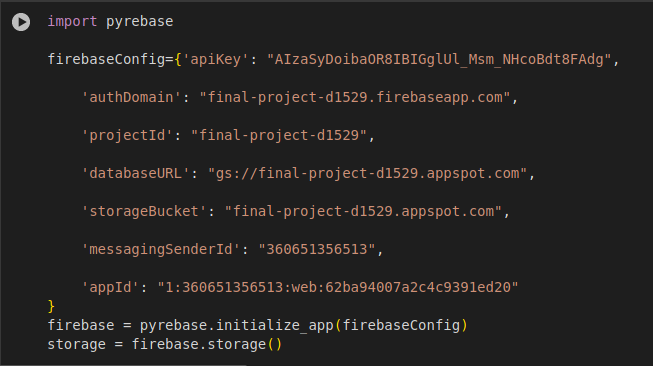 import pyrebase
firebaseConfig={'apiKey': "AIzaSyDoibaOR8IBIGglUl_Msm_NHcoBdt8FAdg",
'authDomain': "final-project-d1529.firebaseapp.com",
'projectId': "final-project-d1529",
'databaseURL': "gs://final-project-d1529.appspot.com",
'storageBucket': "final-project-d1529.appspot.com",
'messagingSenderId': "360651356513",
'appId': "1:360651356513:web:62ba94007a2c4c9391ed20"
}
firebase = pyrebase.initialize_app(firebaseConfig)
storage = firebase.storage()